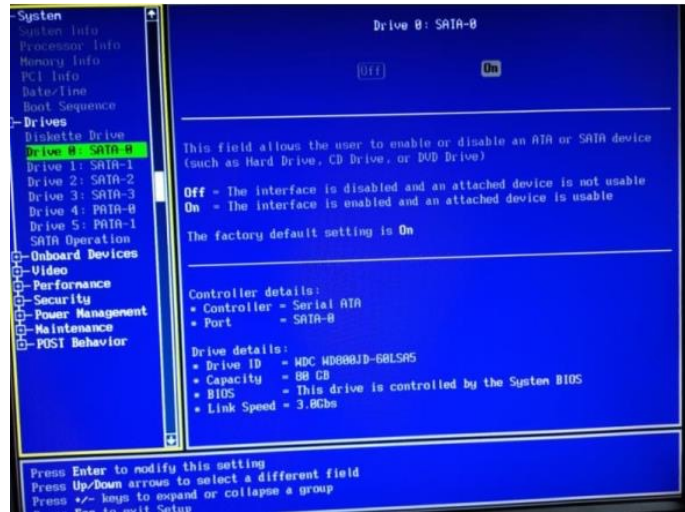 System
System Info
Processor Info
Memory Info
PCI Info
Date/Time
Boot Sequence
Drives
Diskette Drive
Drive 0: SATA-0
Drive 1: SATA-1
Drive 2: SATA-2
Drive 3: SATA-3
Drive 4: PATA-0
Drive 5: PATA-1
SATA Operation
Onboard Devices
Video
Performance
Security
Power Management
Maintenance
POST Behavior
Drive 0: SATA-0
Off On
This field allows the user to enable or disable an ATA or SATA device
(such as Hard Drive, CD Drive, or DVD Drive)
Off = The interface is disabled and an attached device is not usable
On = The interface is enabled and an attached device is usable
The factory default setting is On
Controller details:
* Controller = Serial ATA
* Port = SATA-0
Drive details:
* Drive ID = WDC WD800JD-60LSA5
* Capacity = 80 GB
* BIOS = This drive is controlled by the System BIOS
* Link Speed = 3.0Gbs
Press Enter to modify this setting
Press Up/Down arrows to select a different field
Press +/- keys to expand or collapse a group
Press Esc to exit Setup